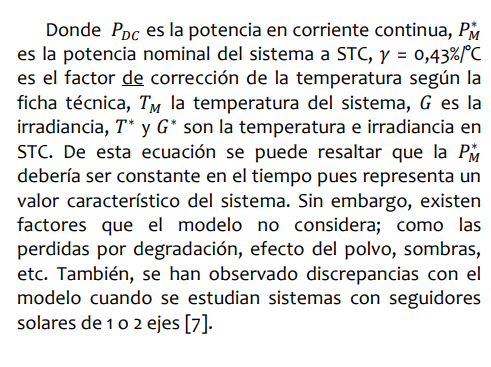 Donde P_DC es la potencia en corriente continua, P*_M
es la potencia nominal del sistema a STC, γ = 0,43%/°C
es el factor de corrección de la temperatura según la
ficha técnica, T_M la temperatura del sistema, G es la
irradiancia, T* y G* son la temperatura e irradiancia en
STC. De esta ecuación se puede resaltar que la P*_M
debería ser constante en el tiempo pues representa un
valor característico del sistema. Sin embargo, existen
factores que el modelo no considera; como las
perdidas por degradación, efecto del polvo, sombras,
etc. También, se han observado discrepancias con el
modelo cuando se estudian sistemas con seguidores
solares de 1 o 2 ejes [7].